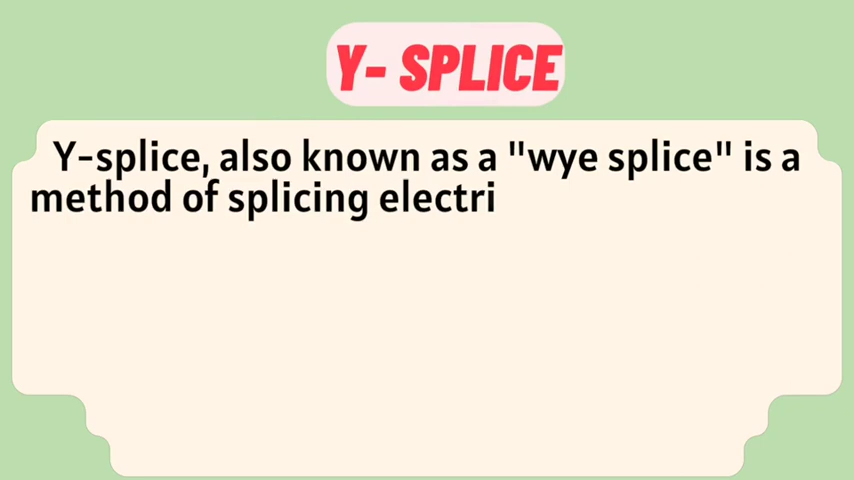 Y- SPLICE
Y-splice, also known as a "wye splice" is a
method of splicing electri